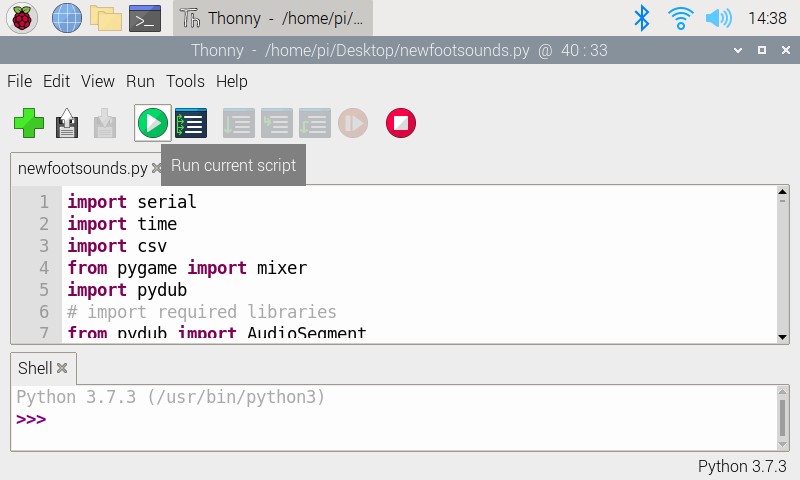 Thonny - /home/pi/... 14:38
Thonny - /home/pi/Desktop/newfootsounds.py @ 40 : 33
File Edit View Run Tools Help
newfootsounds.py
Run current script
1 import serial
2 import time
3 import csv
4 from pygame import mixer
5 import pydub
6 # import required libraries
7 from pydub import AudioSegment
Shell
Python 3.7.3 (/usr/bin/python3)
>>>
Python 3.7.3